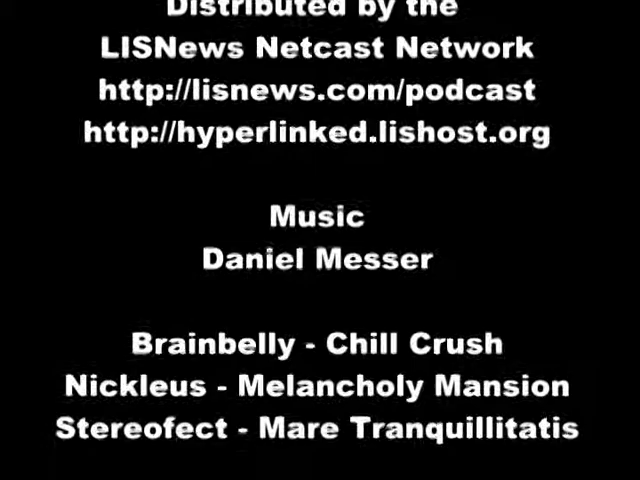 Distributed by the
LISNews Netcast Network
http://lisnews.com/podcast
http://hyperlinked.lishost.org
Music
Daniel Messer
Brainbelly - Chill Crush
Nickleus - Melancholy Mansion
Stereofect - Mare Tranquillitatis